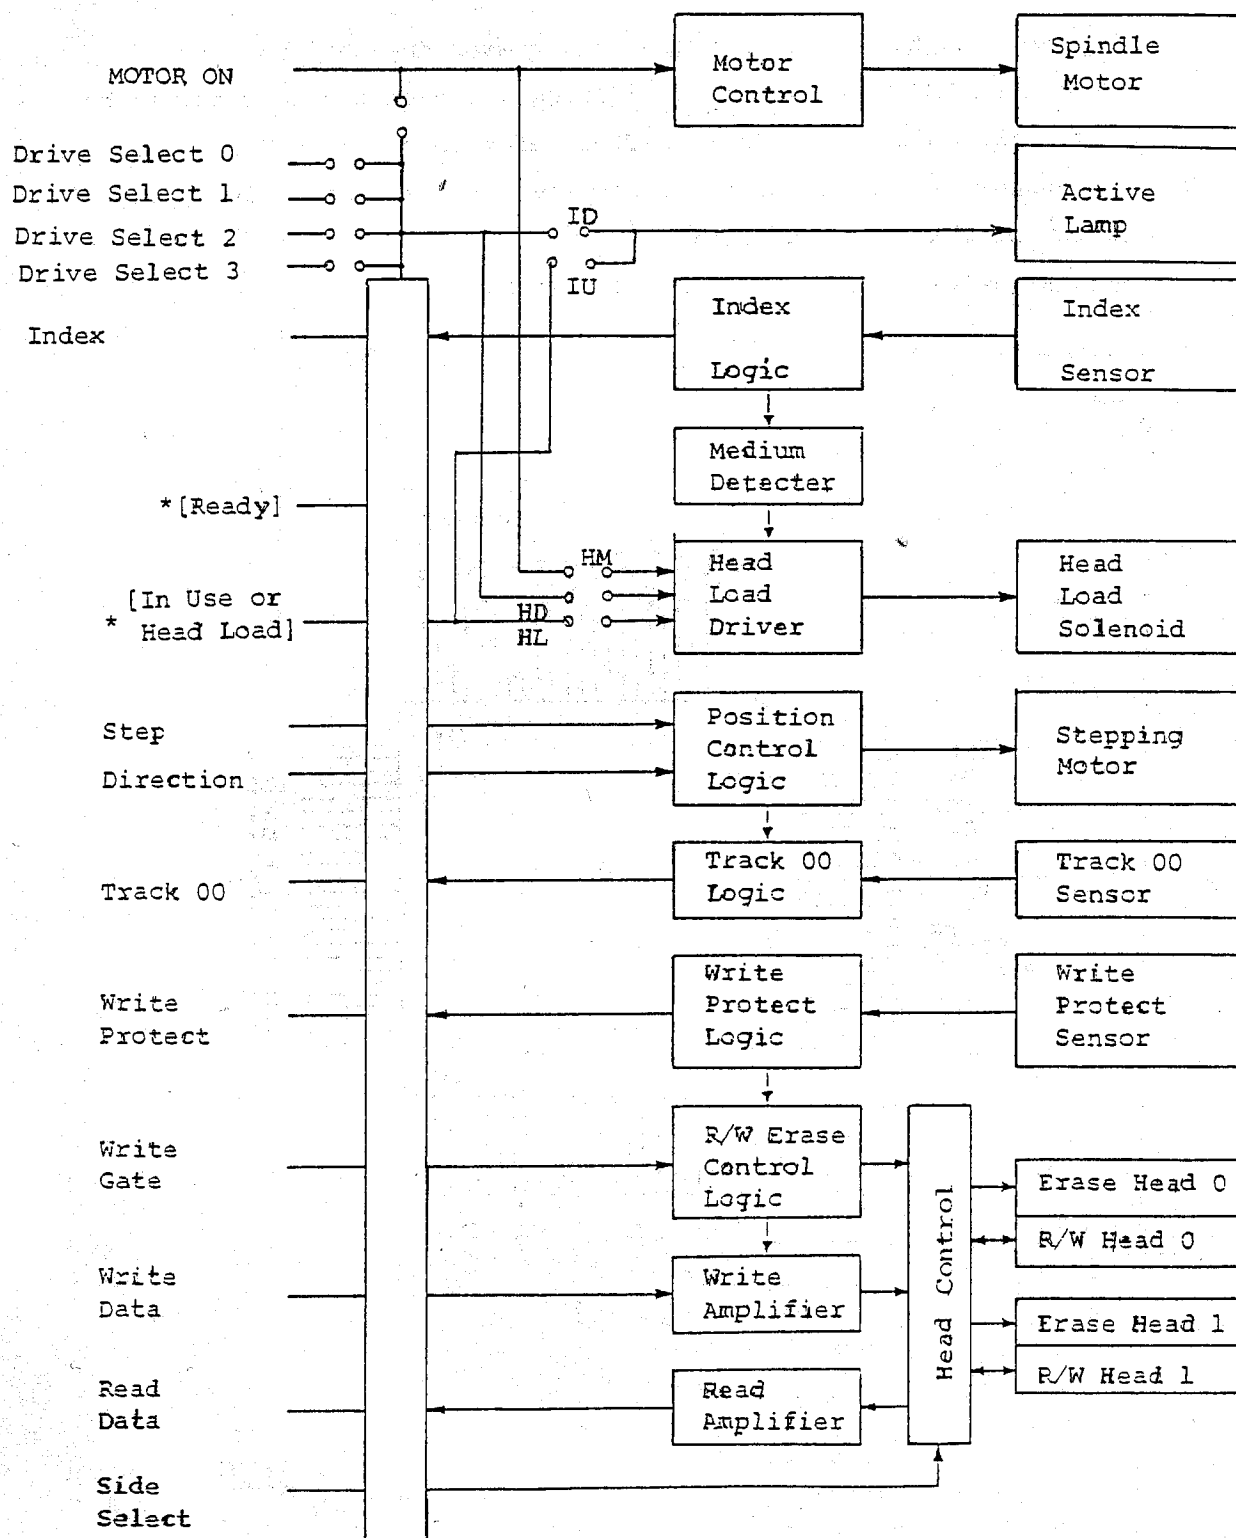 MOTOR ON
Drive Select 0
Drive Select 1
Drive Select 2
Drive Select 3
Index
*[Ready]
[In Use or
* Head Load]
Step
Direction
Track 00
Write
Protect
Write
Gate
Write
Data
Read
Data
Side
Select
ID
IU
HM
HD
HL
Motor
Control
Spindle
Motor
Active
Lamp
Index
Logic
Index
Sensor
Medium
Detecter
Head
Load
Driver
Head
Load
Solenoid
Position
Control
Logic
Stepping
Motor
Track 00
Logic
Track 00
Sensor
Write
Protect
Logic
Write
Protect
Sensor
R/W Erase
Control
Logic
Write
Amplifier
Read
Amplifier
Head Control
Erase Head 0
R/W Head 0
Erase Head 1
R/W Head 1